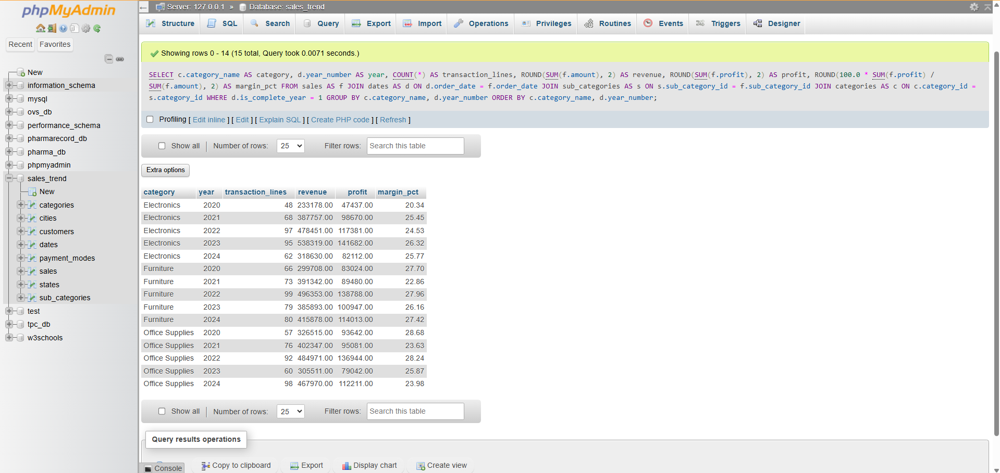 phpMyAdmin
Recent Favorites
New
information_schema
mysql
ovs_db
performance_schema
pharmarecord_db
pharma_db
phpmyadmin
sales_trend
New
categories
cities
customers
dates
payment_modes
sales
states
sub_categories
test
tpc_db
w3schools
← Server: 127.0.0.1 » Database: sales_trend
Structure SQL Search Query Export Import Operations Privileges Routines Events Triggers Designer
Showing rows 0 - 14 (15 total, Query took 0.0071 seconds.)
SELECT c.category_name AS category, d.year_number AS year, COUNT(*) AS transaction_lines, ROUND(SUM(f.amount), 2) AS revenue, ROUND(SUM(f.profit), 2) AS profit, ROUND(100.0 * SUM(f.profit) /
SUM(f.amount), 2) AS margin_pct FROM sales AS f JOIN dates AS d ON d.order_date = f.order_date JOIN sub_categories AS s ON s.sub_category_id = f.sub_category_id JOIN categories AS c ON c.category_id =
s.category_id WHERE d.is_complete_year = 1 GROUP BY c.category_name, d.year_number ORDER BY c.category_name, d.year_number;
Profiling [ Edit inline ] [ Edit ] [ Explain SQL ] [ Create PHP code ] [ Refresh ]
Show all | Number of rows: 25 Filter rows: Search this table
Extra options
category year transaction_lines revenue profit margin_pct
Electronics 2020 48 233178.00 47437.00 20.34
Electronics 2021 68 387757.00 98670.00 25.45
Electronics 2022 97 478451.00 117381.00 24.53
Electronics 2023 95 538319.00 141682.00 26.32
Electronics 2024 62 318630.00 82112.00 25.77
Furniture 2020 66 299708.00 83024.00 27.70
Furniture 2021 73 391342.00 89480.00 22.86
Furniture 2022 99 496353.00 138788.00 27.96
Furniture 2023 79 385893.00 100947.00 26.16
Furniture 2024 80 415878.00 114013.00 27.42
Office Supplies 2020 57 326515.00 93642.00 28.68
Office Supplies 2021 76 402347.00 95081.00 23.63
Office Supplies 2022 92 484971.00 136944.00 28.24
Office Supplies 2023 60 305511.00 79042.00 25.87
Office Supplies 2024 98 467970.00 112211.00 23.98
Show all | Number of rows: 25 Filter rows: Search this table
Query results operations
Console Copy to clipboard Export Display chart Create view